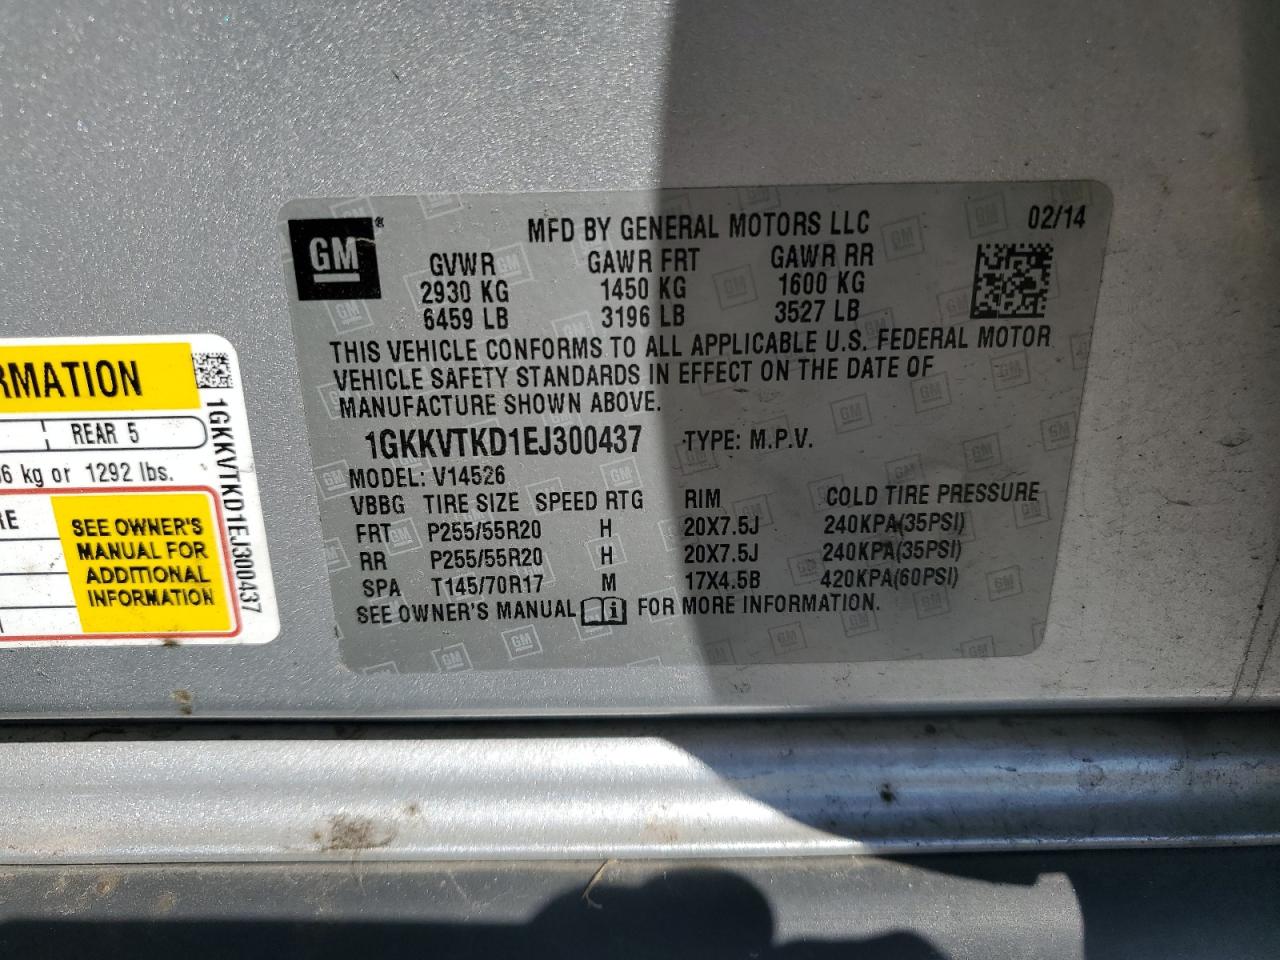 GM®
MFD BY GENERAL MOTORS LLC
02/14
GVWR GAWR FRT GAWR RR
2930 KG 1450 KG 1600 KG
6459 LB 3196 LB 3527 LB
THIS VEHICLE CONFORMS TO ALL APPLICABLE U.S. FEDERAL MOTOR
VEHICLE SAFETY STANDARDS IN EFFECT ON THE DATE OF
MANUFACTURE SHOWN ABOVE.
1GKKVTKD1EJ300437 TYPE: M.P.V.
MODEL: V14526
VBBG TIRE SIZE SPEED RTG RIM COLD TIRE PRESSURE
FRT P255/55R20 H 20X7.5J 240KPA(35PSI)
RR P255/55R20 H 20X7.5J 240KPA(35PSI)
SPA T145/70R17 M 17X4.5B 420KPA(60PSI)
SEE OWNER'S MANUAL FOR MORE INFORMATION.
RMATION
REAR 5
6 kg or 1292 lbs.
RE
SEE OWNER'S
MANUAL FOR
ADDITIONAL
INFORMATION
1GKKVTKD1EJ300437